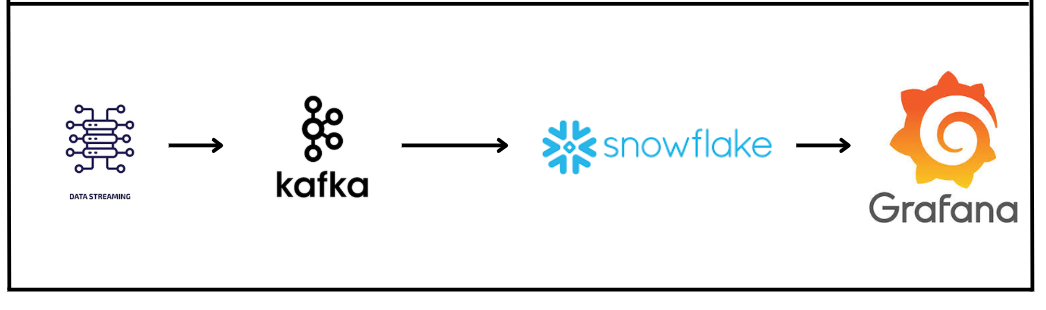 DATA STREAMING
kafka
snowflake
Grafana